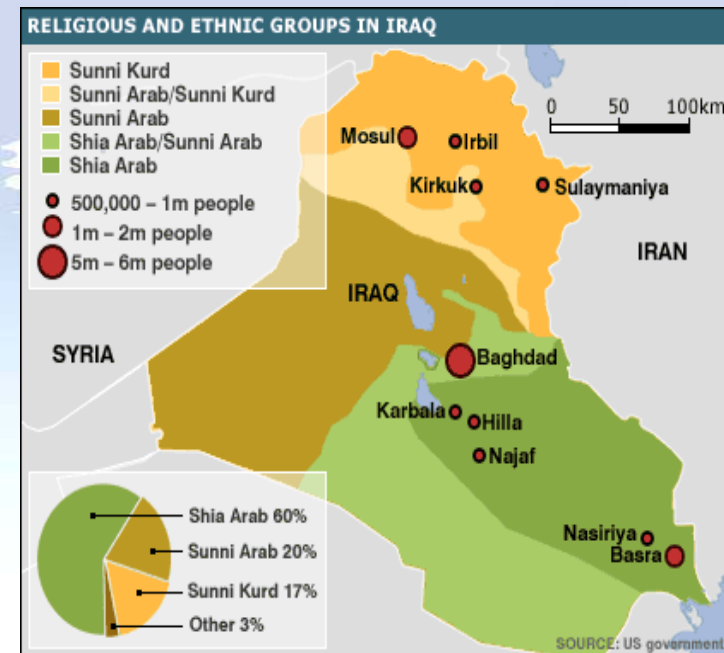 RELIGIOUS AND ETHNIC GROUPS IN IRAQ
Sunni Kurd
Sunni Arab/Sunni Kurd
Sunni Arab
Shia Arab/Sunni Arab
Shia Arab
500,000 – 1m people
1m – 2m people
5m – 6m people
0 50 100km
Mosul
Irbil
Kirkuk
Sulaymaniya
IRAN
IRAQ
SYRIA
Baghdad
Karbala
Hilla
Najaf
Nasiriya
Basra
Shia Arab 60%
Sunni Arab 20%
Sunni Kurd 17%
Other 3%
SOURCE: US government